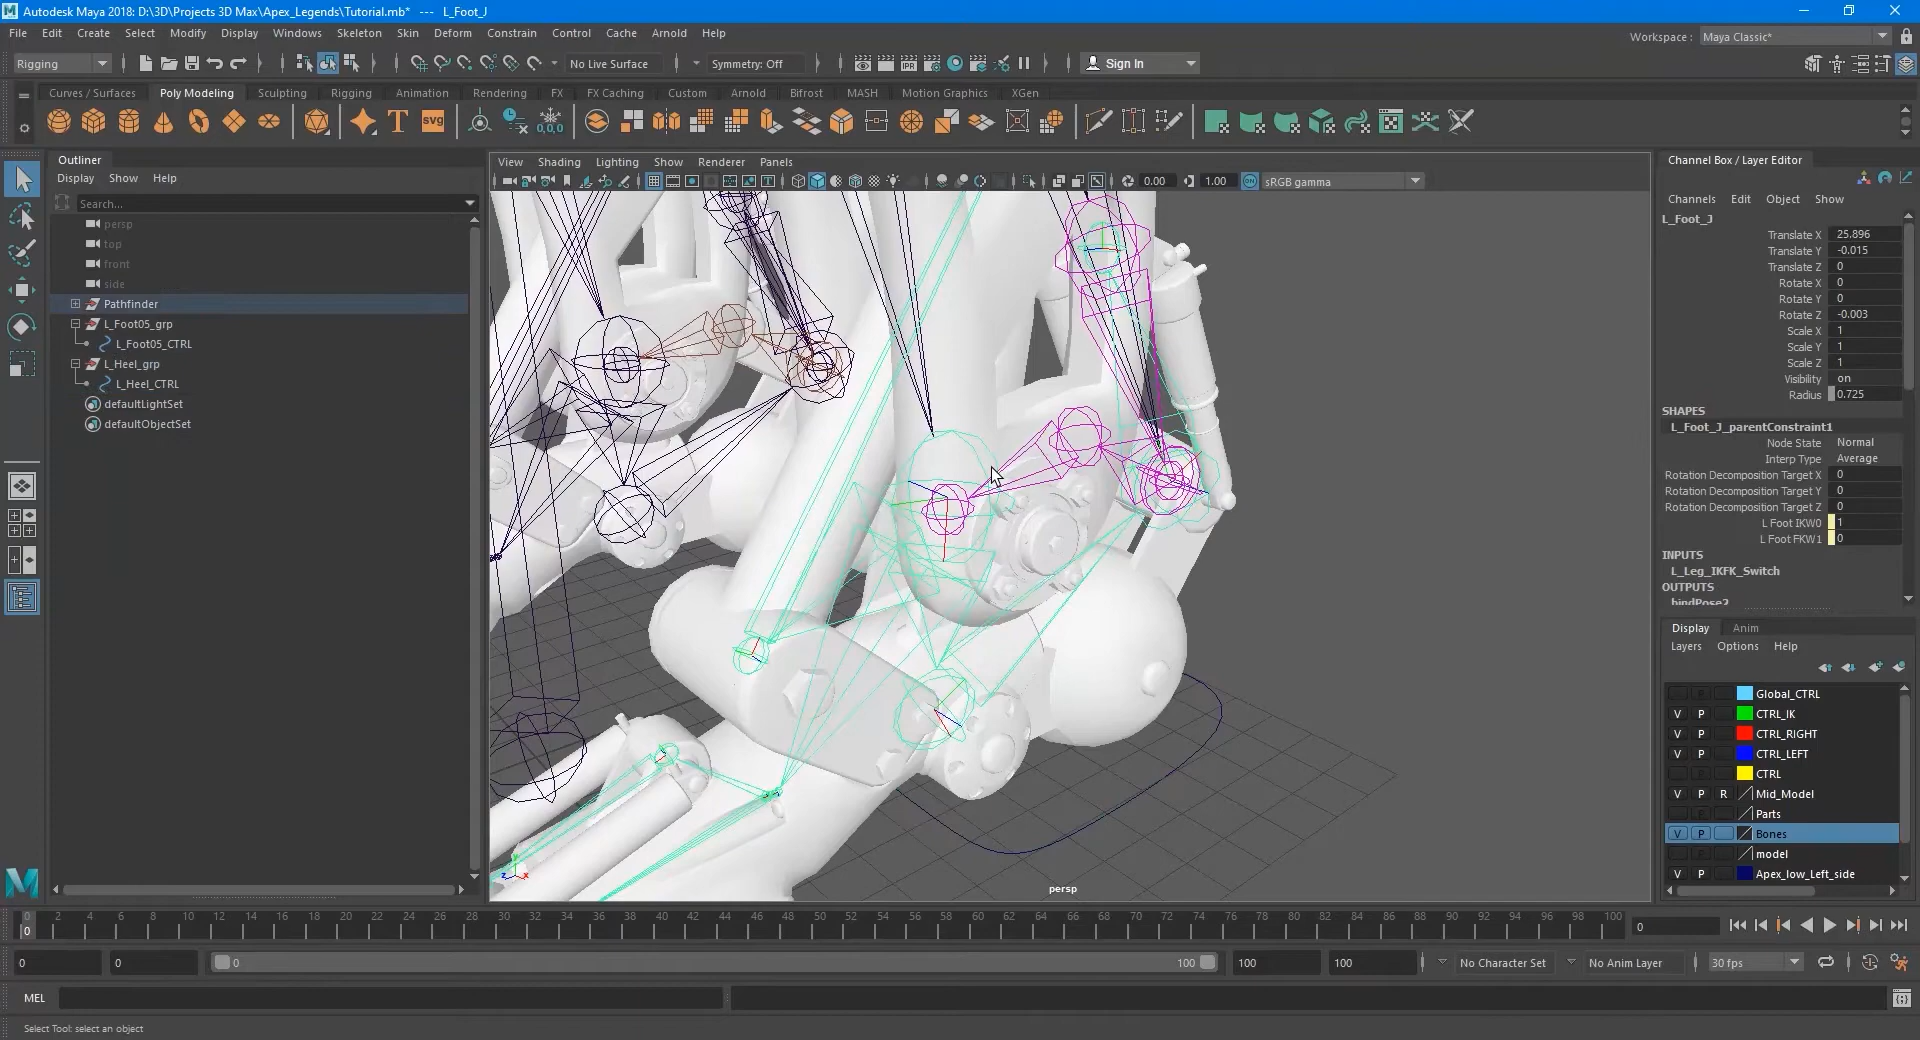 Autodesk Maya 2018: D:\3D\Projects 3D Max\Apex_Legends\Tutorial.mb* --- L_Foot_J
File Edit Create Select Modify Display Windows Skeleton Skin Deform Constrain Control Cache Arnold Help
Workspace : Maya Classic*
Rigging No Live Surface Symmetry: Off Sign In
Curves / Surfaces Poly Modeling Sculpting Rigging Animation Rendering FX FX Caching Custom Arnold Bifrost MASH Motion Graphics XGen
T SVG 0,0,0
Outliner
Display Show Help
Search...
persp
top
front
side
Pathfinder
L_Foot05_grp
L_Foot05_CTRL
L_Heel_grp
L_Heel_CTRL
defaultLightSet
defaultObjectSet
View Shading Lighting Show Renderer Panels
0.00 1.00 ON sRGB gamma
persp
Channel Box / Layer Editor
Channels Edit Object Show
L_Foot_J
Translate X 25.896
Translate Y -0.015
Translate Z 0
Rotate X 0
Rotate Y 0
Rotate Z -0.003
Scale X 1
Scale Y 1
Scale Z 1
Visibility on
Radius 0.725
SHAPES
L_Foot_J_parentConstraint1
Node State Normal
Interp Type Average
Rotation Decomposition Target X 0
Rotation Decomposition Target Y 0
Rotation Decomposition Target Z 0
L Foot IKW0 1
L Foot FKW1 0
INPUTS
L_Leg_IKFK_Switch
OUTPUTS
bindPose2
Display Anim
Layers Options Help
P Global_CTRL
V P CTRL_IK
V P CTRL_RIGHT
V P CTRL_LEFT
CTRL
V P R Mid_Model
Parts
V P Bones
model
V P Apex_low_Left_side
0 2 4 6 8 10 12 14 16 18 20 22 24 26 28 30 32 34 36 38 40 42 44 46 48 50 52 54 56 58 60 62 64 66 68 70 72 74 76 78 80 82 84 86 88 90 92 94 96 98 100
0 0
0 0 0 100 100 100 No Character Set No Anim Layer 30 fps
MEL
Select Tool: select an object